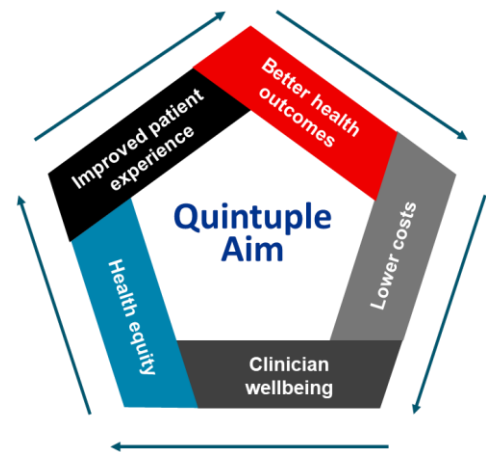 Improved patient
experience
Better health
outcomes
Quintuple
Aim
Lower costs
Health equity
Clinician
wellbeing